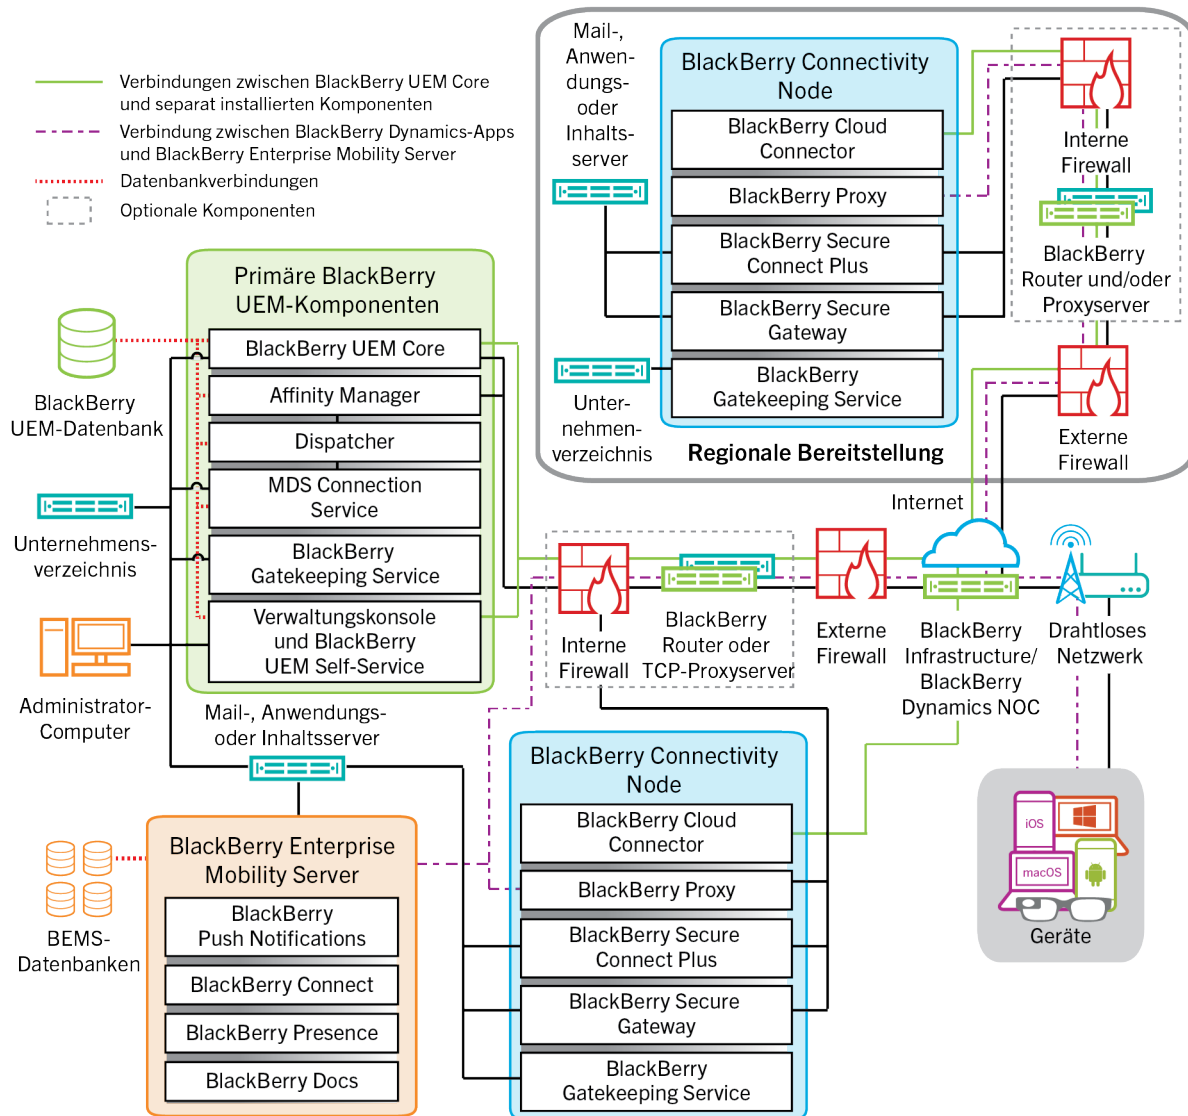 Verbindungen zwischen BlackBerry UEM Core
und separat installierten Komponenten
Verbindung zwischen BlackBerry Dynamics-Apps
und BlackBerry Enterprise Mobility Server
Datenbankverbindungen
Optionale Komponenten
Mail-,
Anwen-
dungs-
oder
Inhalts-
server
BlackBerry Connectivity
Node
BlackBerry Cloud
Connector
BlackBerry Proxy
BlackBerry Secure
Connect Plus
BlackBerry Secure
Gateway
BlackBerry
Gatekeeping Service
Unter-
nehmen-
verzeichnis
Regionale Bereitstellung
Interne
Firewall
BlackBerry
Router und/oder
Proxyserver
Externe
Firewall
Primäre BlackBerry
UEM-Komponenten
BlackBerry UEM Core
Affinity Manager
Dispatcher
MDS Connection
Service
BlackBerry
Gatekeeping Service
Verwaltungskonsole
und BlackBerry
UEM Self-Service
BlackBerry
UEM-Datenbank
Unternehmens-
verzeichnis
Administrator-
Computer
Mail-, Anwendungs-
oder Inhaltsserver
Interne
Firewall
BlackBerry
Router oder
TCP-Proxyserver
Externe
Firewall
Internet
BlackBerry
Infrastructure/
BlackBerry
Dynamics NOC
Drahtloses
Netzwerk
BlackBerry Enterprise
Mobility Server
BlackBerry
Push Notifications
BlackBerry Connect
BlackBerry Presence
BlackBerry Docs
BEMS-
Datenbanken
BlackBerry Connectivity
Node
BlackBerry Cloud
Connector
BlackBerry Proxy
BlackBerry Secure
Connect Plus
BlackBerry Secure
Gateway
BlackBerry
Gatekeeping Service
iOS
macOS
Geräte